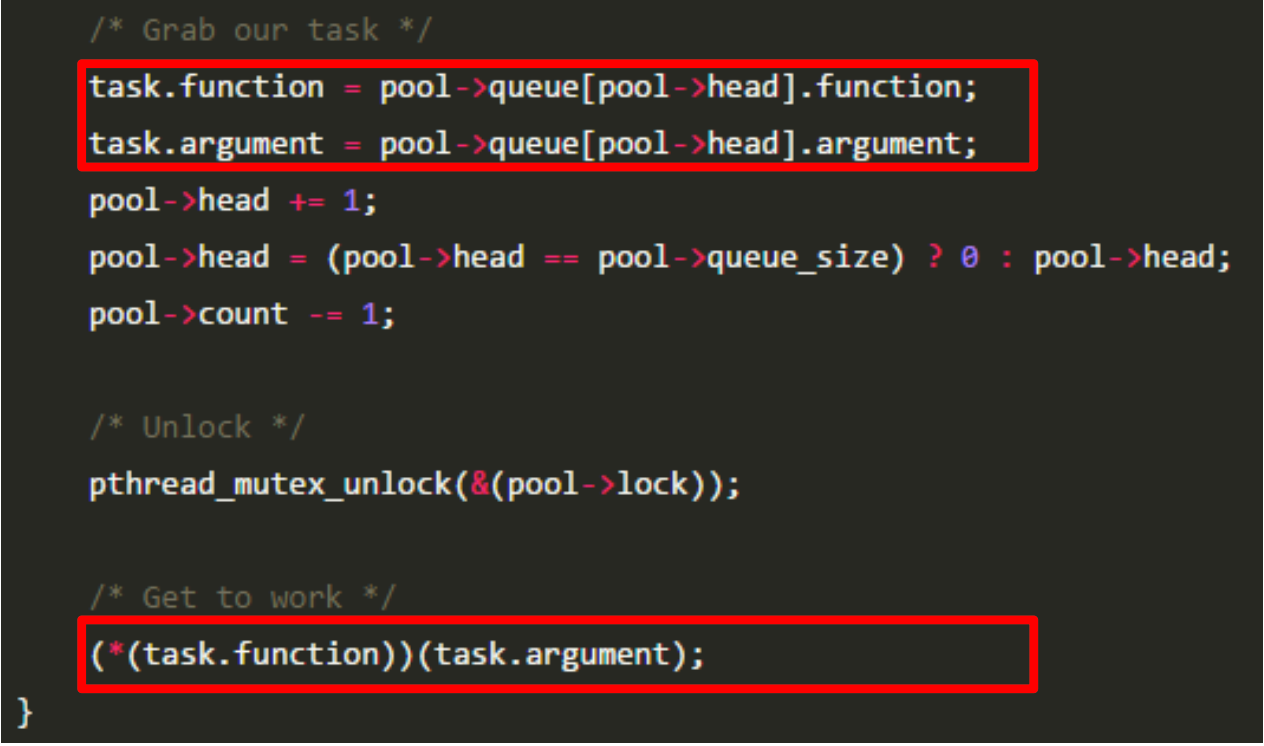 /* Grab our task */
task.function = pool->queue[pool->head].function;
task.argument = pool->queue[pool->head].argument;
pool->head += 1;
pool->head = (pool->head == pool->queue_size) ? 0 : pool->head;
pool->count -= 1;
/* Unlock */
pthread_mutex_unlock(&(pool->lock));
/* Get to work */
(*(task.function))(task.argument);
}